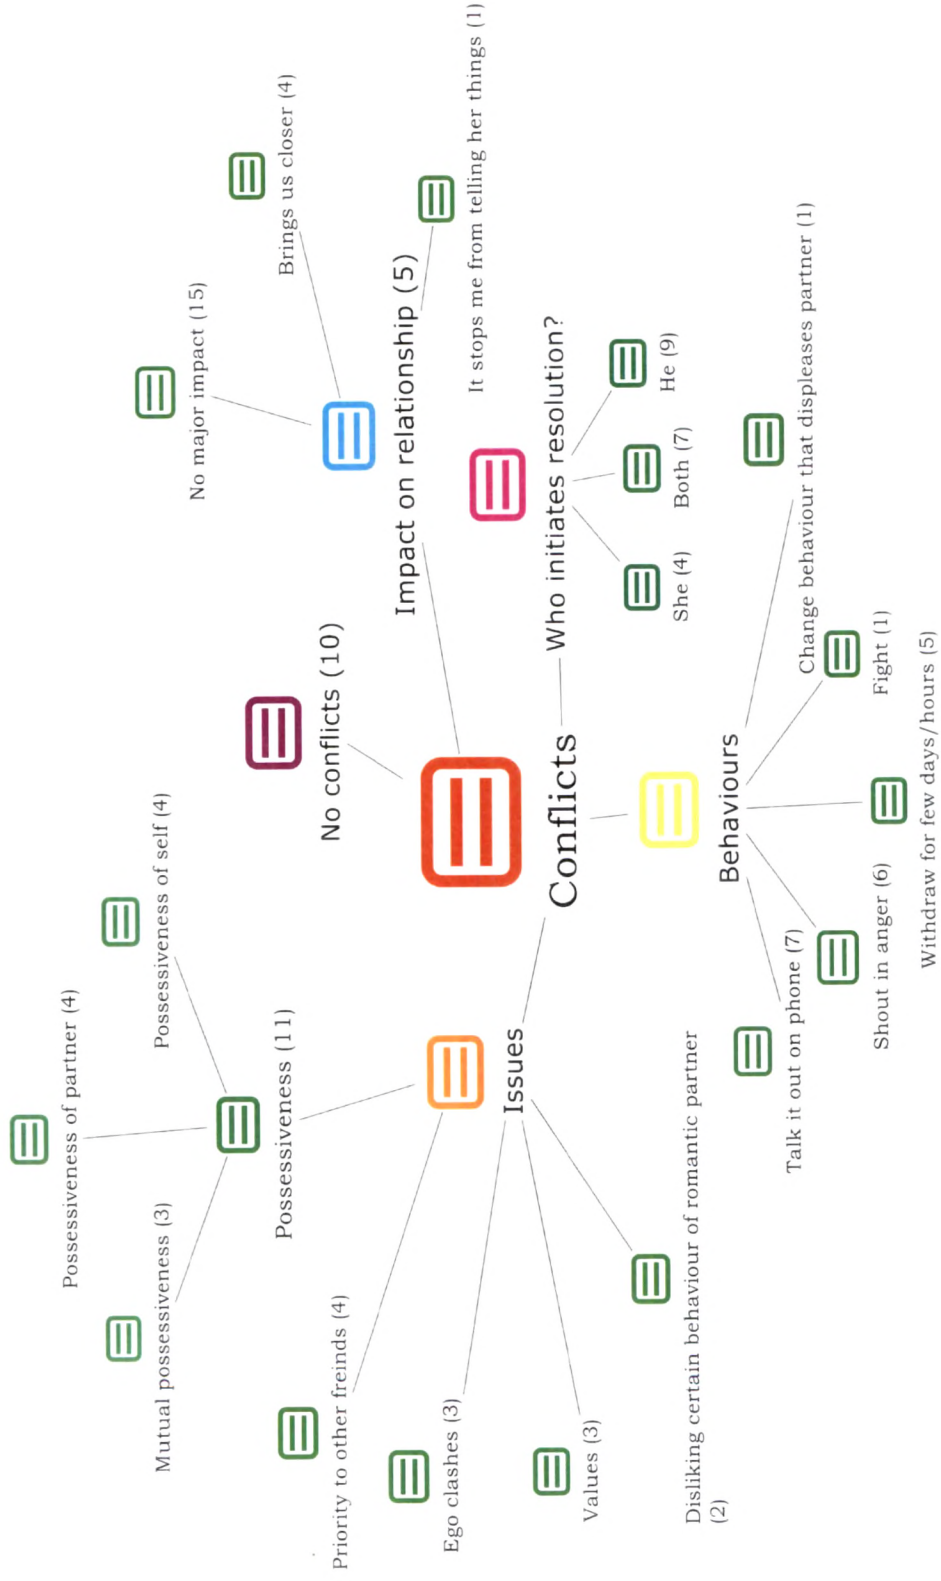 Possessiveness of partner (4)
Mutual possessiveness (3)
Possessiveness of self (4)
Possessiveness (11)
Priority to other freinds (4)
Ego clashes (3)
Values (3)
Disliking certain behaviour of romantic partner
(2)
Issues
No conflicts (10)
Conflicts
No major impact (15)
Brings us closer (4)
Impact on relationship (5)
It stops me from telling her things (1)
Who initiates resolution?
She (4)
Both (7)
He (9)
Behaviours
Talk it out on phone (7)
Shout in anger (6)
Withdraw for few days/hours (5)
Fight (1)
Change behaviour that displeases partner (1)